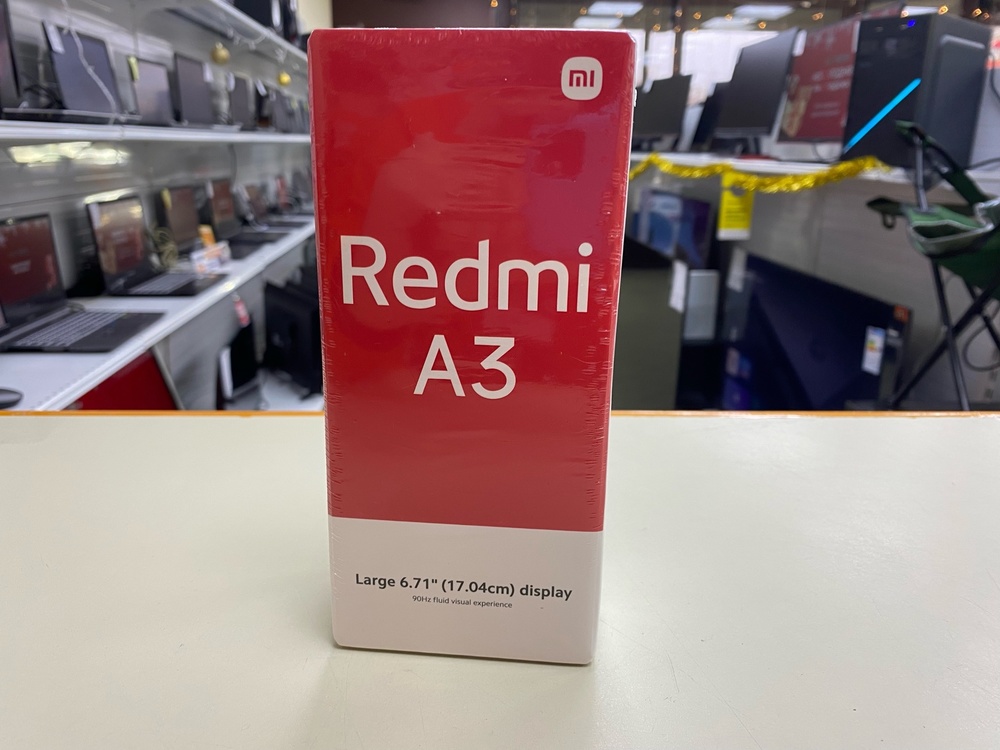 mi
Redmi
A3
Large 6.71" (17.04cm) display
90Hz fluid visual experience